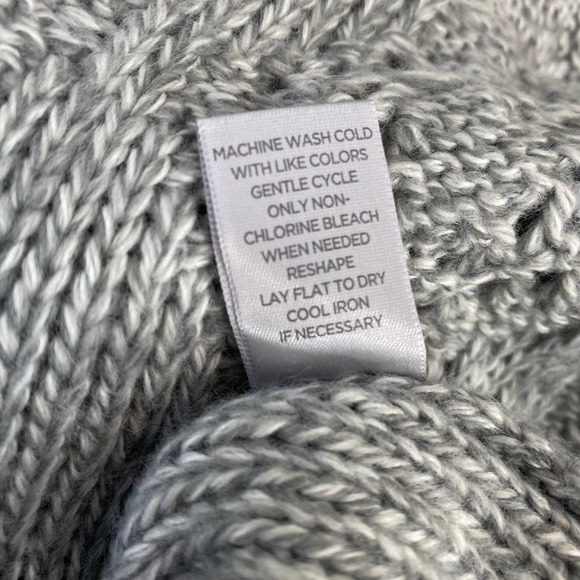 MACHINE WASH COLD
WITH LIKE COLORS
GENTLE CYCLE
ONLY NON-
CHLORINE BLEACH
WHEN NEEDED
RESHAPE
LAY FLAT TO DRY
COOL IRON
IF NECESSARY